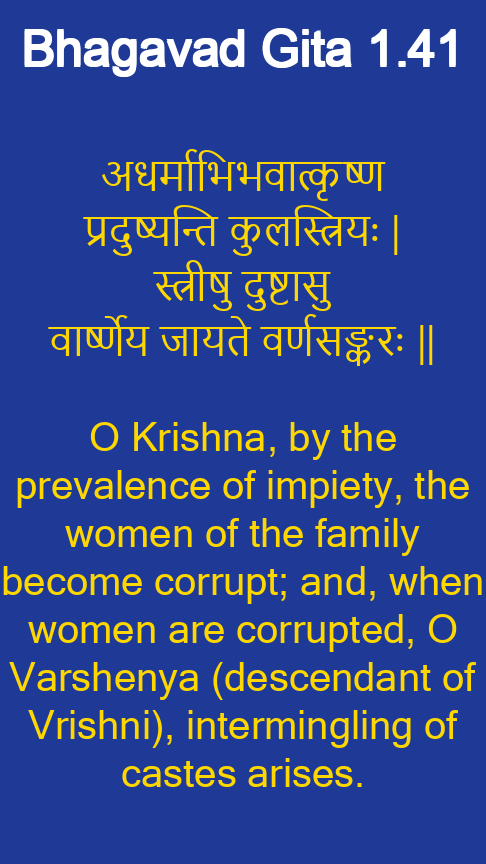 Bhagavad Gita 1.41
अधर्माभिभवात्कृष्ण
प्रदुष्यन्ति कुलस्त्रियः |
स्त्रीषु दुष्टासु
वार्ष्णेय जायते वर्णसङ्करः ||
O Krishna, by the
prevalence of impiety, the
women of the family
become corrupt; and, when
women are corrupted, O
Varshenya (descendant of
Vrishni), intermingling of
castes arises.